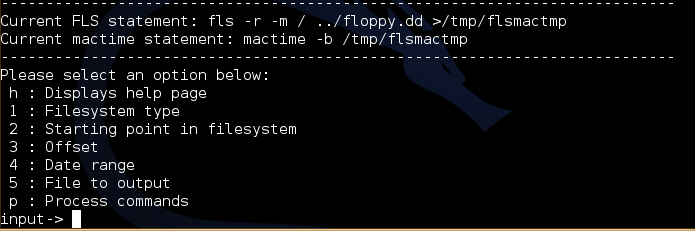 --------------------------------------------------------------------------
Current FLS statement: fls -r -m / ../floppy.dd >/tmp/flsmactmp
Current mactime statement: mactime -b /tmp/flsmactmp
--------------------------------------------------------------------------
Please select an option below:
h : Displays help page
1 : Filesystem type
2 : Starting point in filesystem
3 : Offset
4 : Date range
5 : File to output
p : Process commands
input->